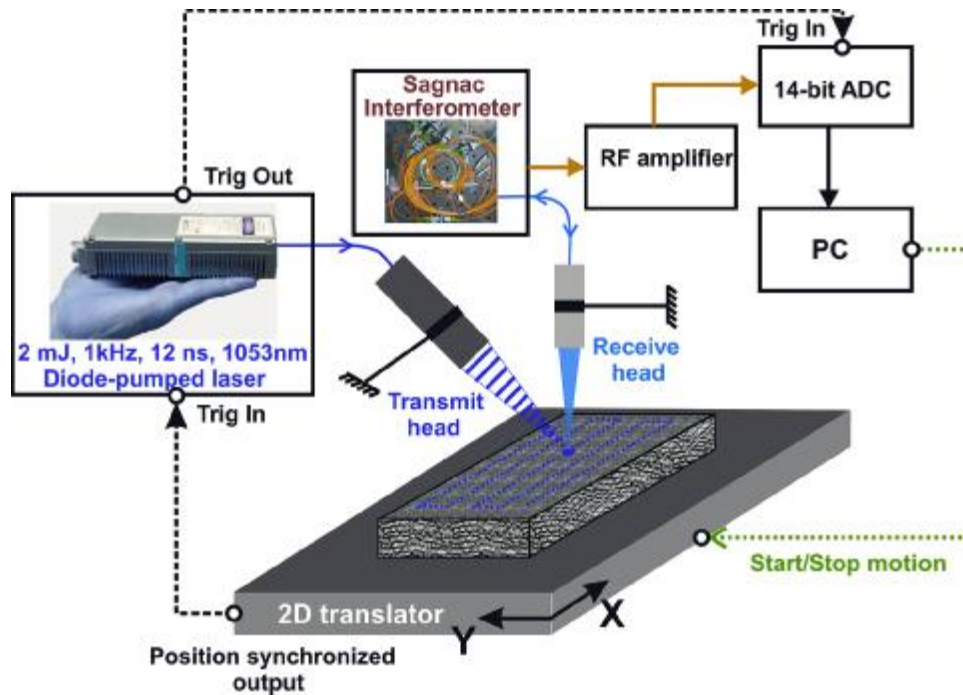 Trig In
Sagnac
Interferometer
14-bit ADC
RF amplifier
Trig Out
PC
2 mJ, 1kHz, 12 ns, 1053nm
Diode-pumped laser
Receive
head
Transmit
head
Trig In
Start/Stop motion
2D translator
Y
X
Position synchronized
output